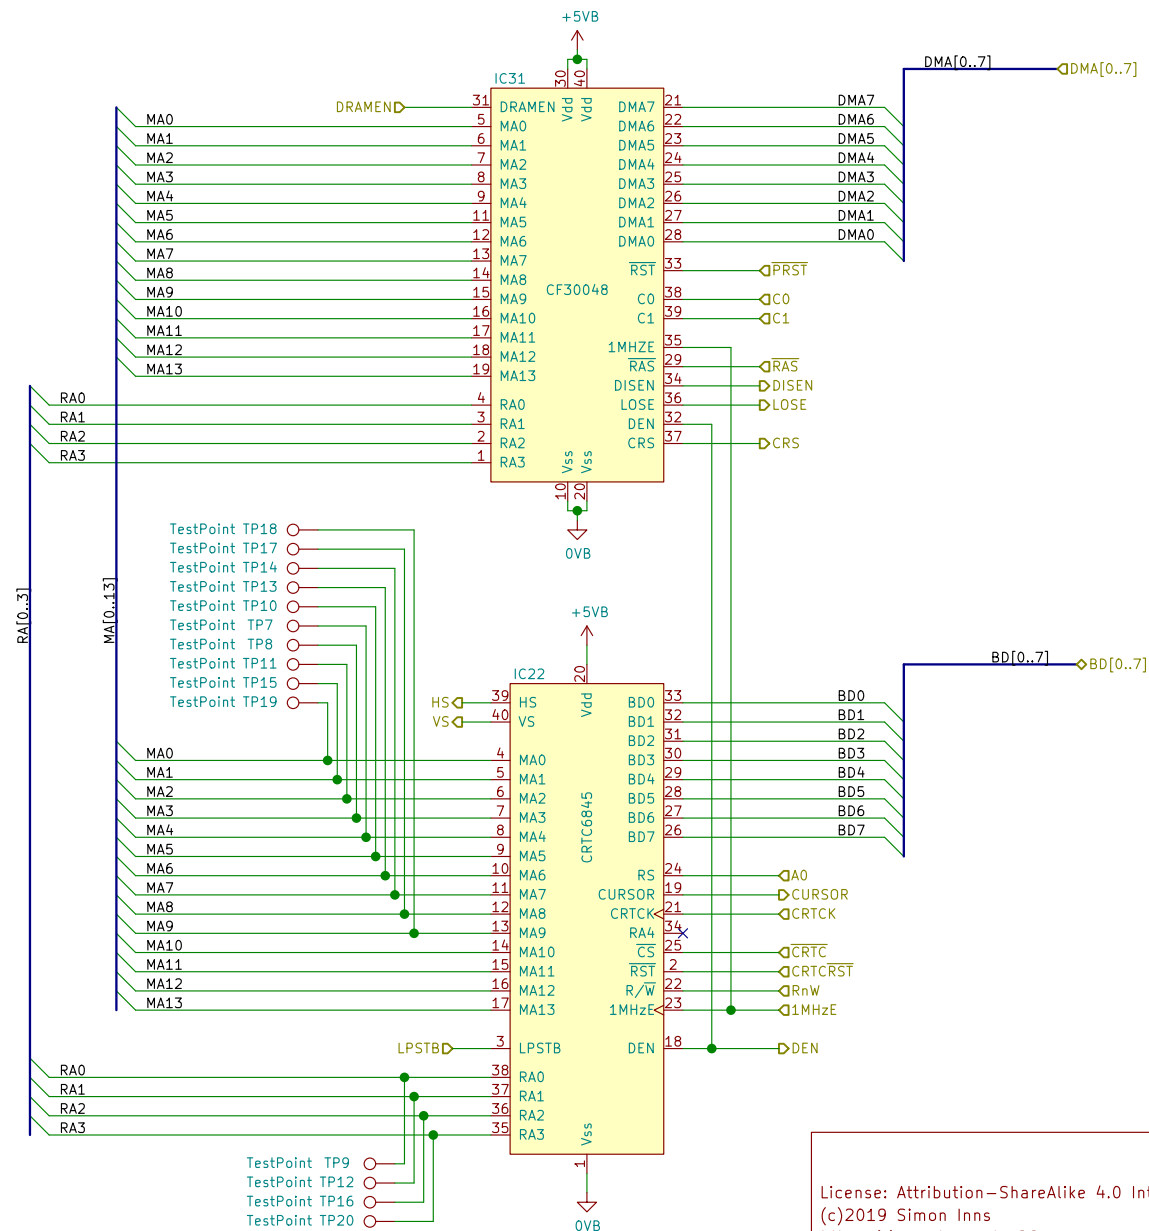 +5VB
IC31
30 40
Vdd Vdd
DMA[0..7] DMA[0..7]
DRAMEN 31 DRAMEN DMA7 21 DMA7
MA0 5 MA0 DMA6 22 DMA6
MA1 6 MA1 DMA5 23 DMA5
MA2 7 MA2 DMA4 24 DMA4
MA3 8 MA3 DMA3 25 DMA3
MA4 9 MA4 DMA2 26 DMA2
MA5 11 MA5 DMA1 27 DMA1
MA6 12 MA6 DMA0 28 DMA0
MA7 13 MA7 RST 33 PRST
MA8 14 MA8
CF30048
MA9 15 MA9 C0 38 C0
MA10 16 MA10 C1 39 C1
MA11 17 MA11 1MHZE 35
MA12 18 MA12 RAS 29 RAS
MA13 19 MA13 DISEN 34 DISEN
RA0 4 RA0 LOSE 36 LOSE
RA1 3 RA1 DEN 32
RA2 2 RA2 CRS 37 CRS
RA3 1 RA3
Vss Vss
10 20
0VB
TestPoint TP18
TestPoint TP17
TestPoint TP14
TestPoint TP13
TestPoint TP10
TestPoint TP7
TestPoint TP8
TestPoint TP11
TestPoint TP15
TestPoint TP19
RA[0..3]
MA[0..13]
+5VB
IC22
20
Vdd
BD[0..7] BD[0..7]
HS 39 HS BD0 33 BD0
VS 40 VS BD1 32 BD1
BD2 31 BD2
MA0 4 MA0 BD3 30 BD3
MA1 5 MA1 BD4 29 BD4
MA2 6 MA2 BD5 28 BD5
MA3 7 MA3 BD6 27 BD6
MA4 8 MA4 BD7 26 BD7
CRTC6845
MA5 9 MA5
MA6 10 MA6 RS 24 A0
MA7 11 MA7 CURSOR 19 CURSOR
MA8 12 MA8 CRTCK 21 CRTCK
MA9 13 MA9 RA4 34
MA10 14 MA10 CS 25 CRTC
MA11 15 MA11 RST 2 CRTCRST
MA12 16 MA12 R/W 22 RnW
MA13 17 MA13 1MHzE 23 1MHzE
LPSTB 3 LPSTB DEN 18 DEN
RA0 38 RA0
RA1 37 RA1
RA2 36 RA2
RA3 35 RA3
Vss
1
0VB
TestPoint TP9
TestPoint TP12
TestPoint TP16
TestPoint TP20
License: Attribution-ShareAlike 4.0
(c)2019 Simon Inns